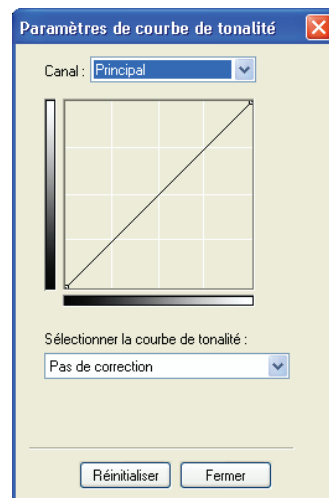 Paramètres de courbe de tonalité
Canal : Principal
Sélectionner la courbe de tonalité :
Pas de correction
Réinitialiser Fermer